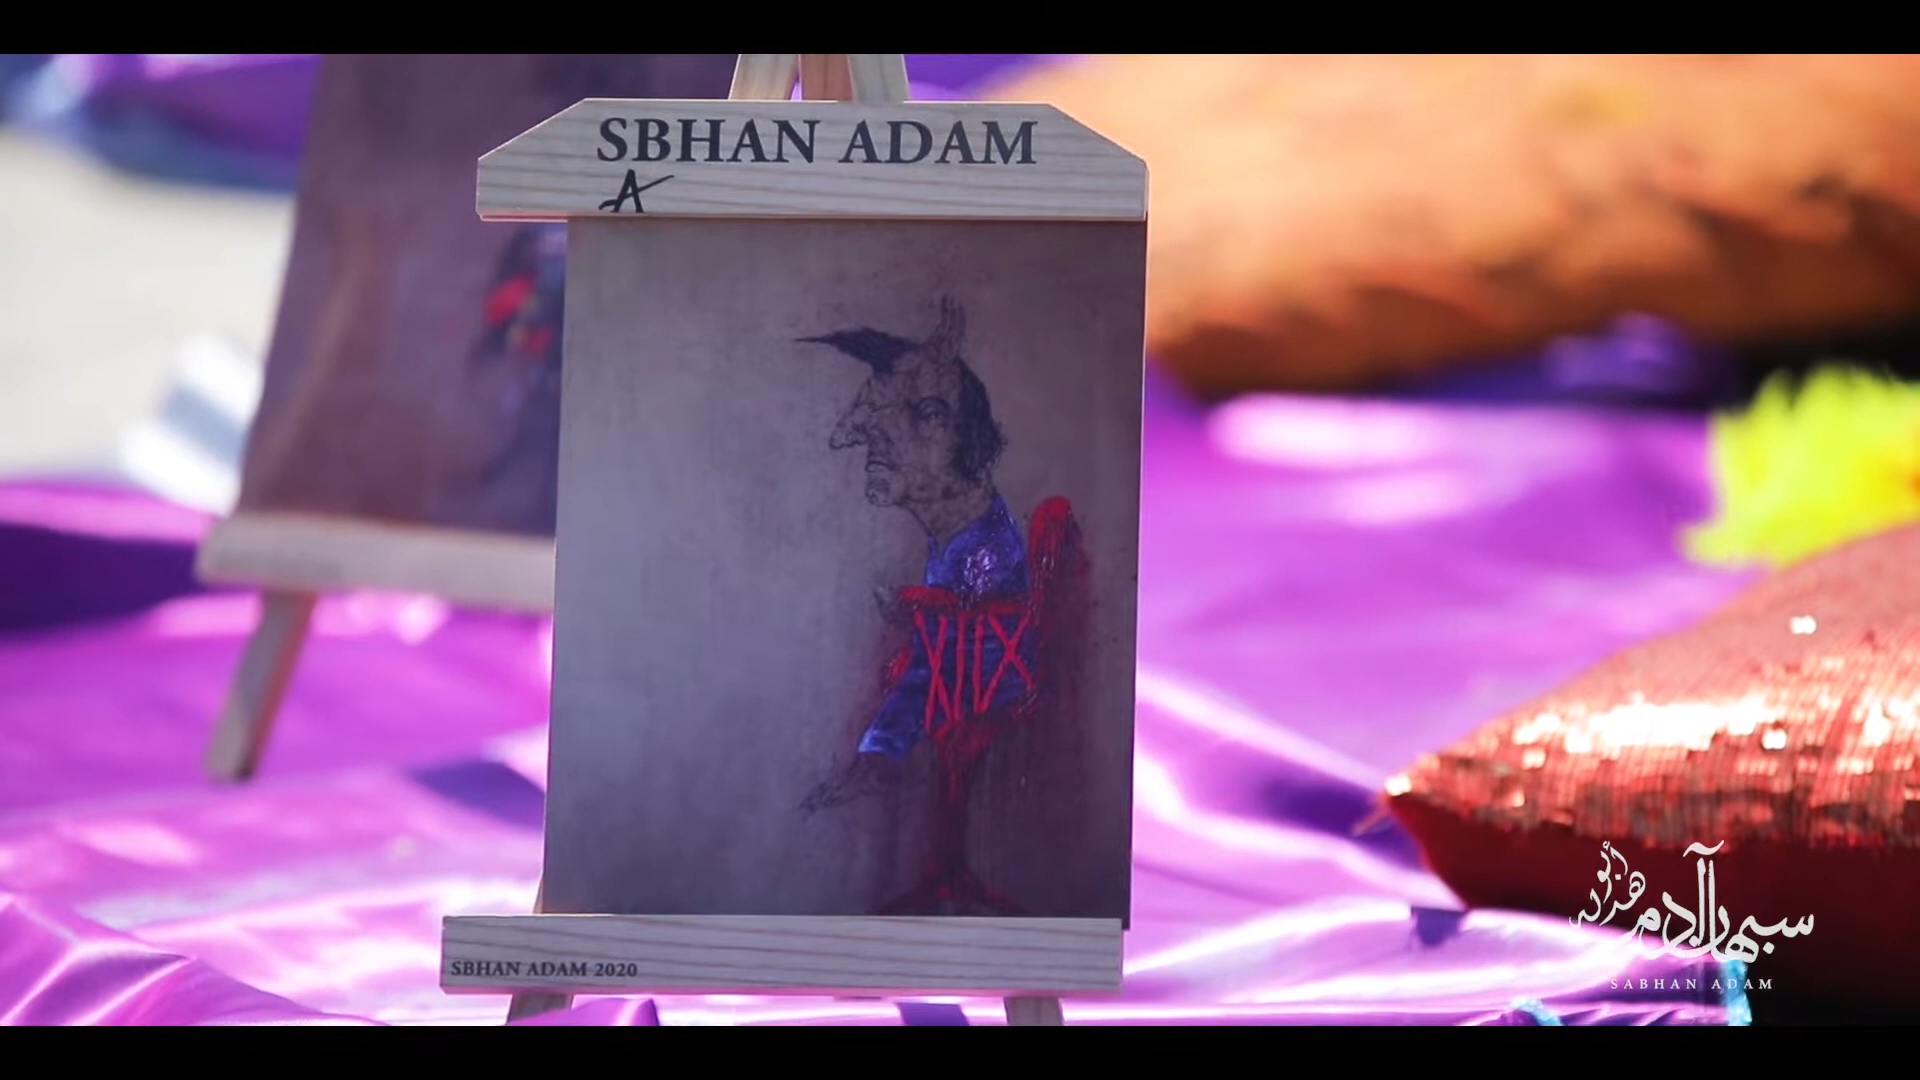 SBHAN ADAM
A
XIIX
SBHAN ADAM 2020
سبهان آدم
SABHAN ADAM